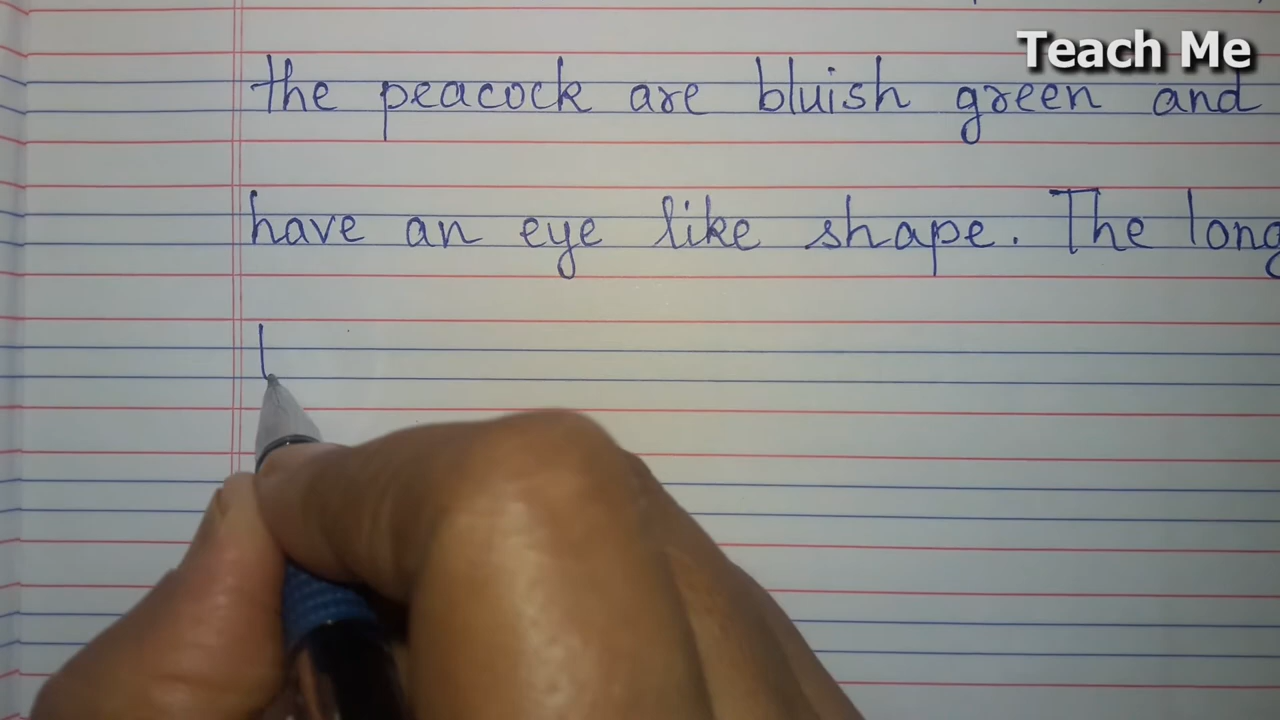 Teach Me
the peacock are bluish green and
have an eye like shape. The long